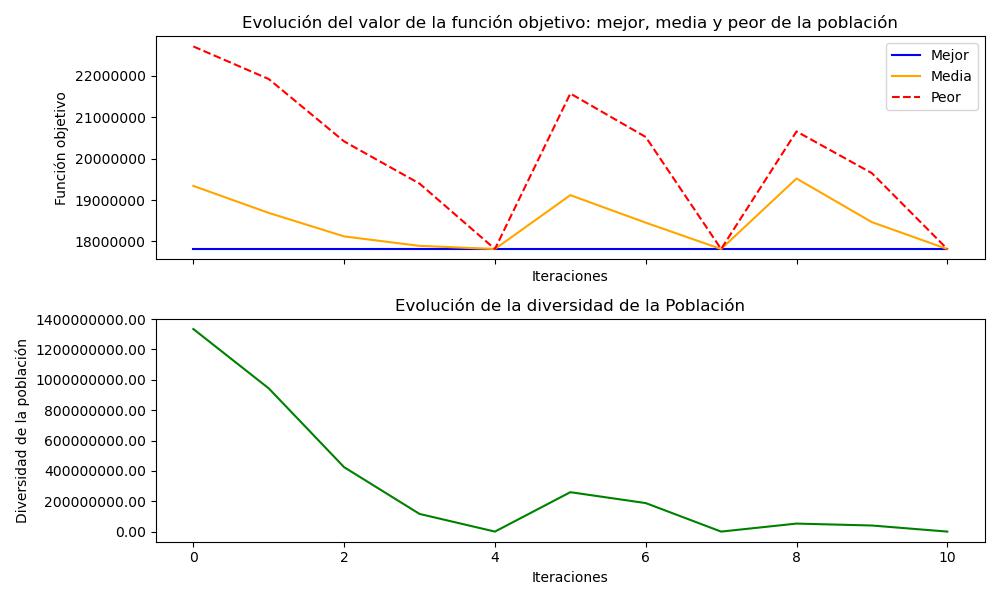 Evolución del valor de la función objetivo: mejor, media y peor de la población
Función objetivo
22000000
21000000
20000000
19000000
18000000
Mejor
Media
Peor
Iteraciones
Evolución de la diversidad de la Población
Diversidad de la población
1400000000.00
1200000000.00
1000000000.00
800000000.00
600000000.00
400000000.00
200000000.00
0.00
0 2 4 6 8 10
Iteraciones